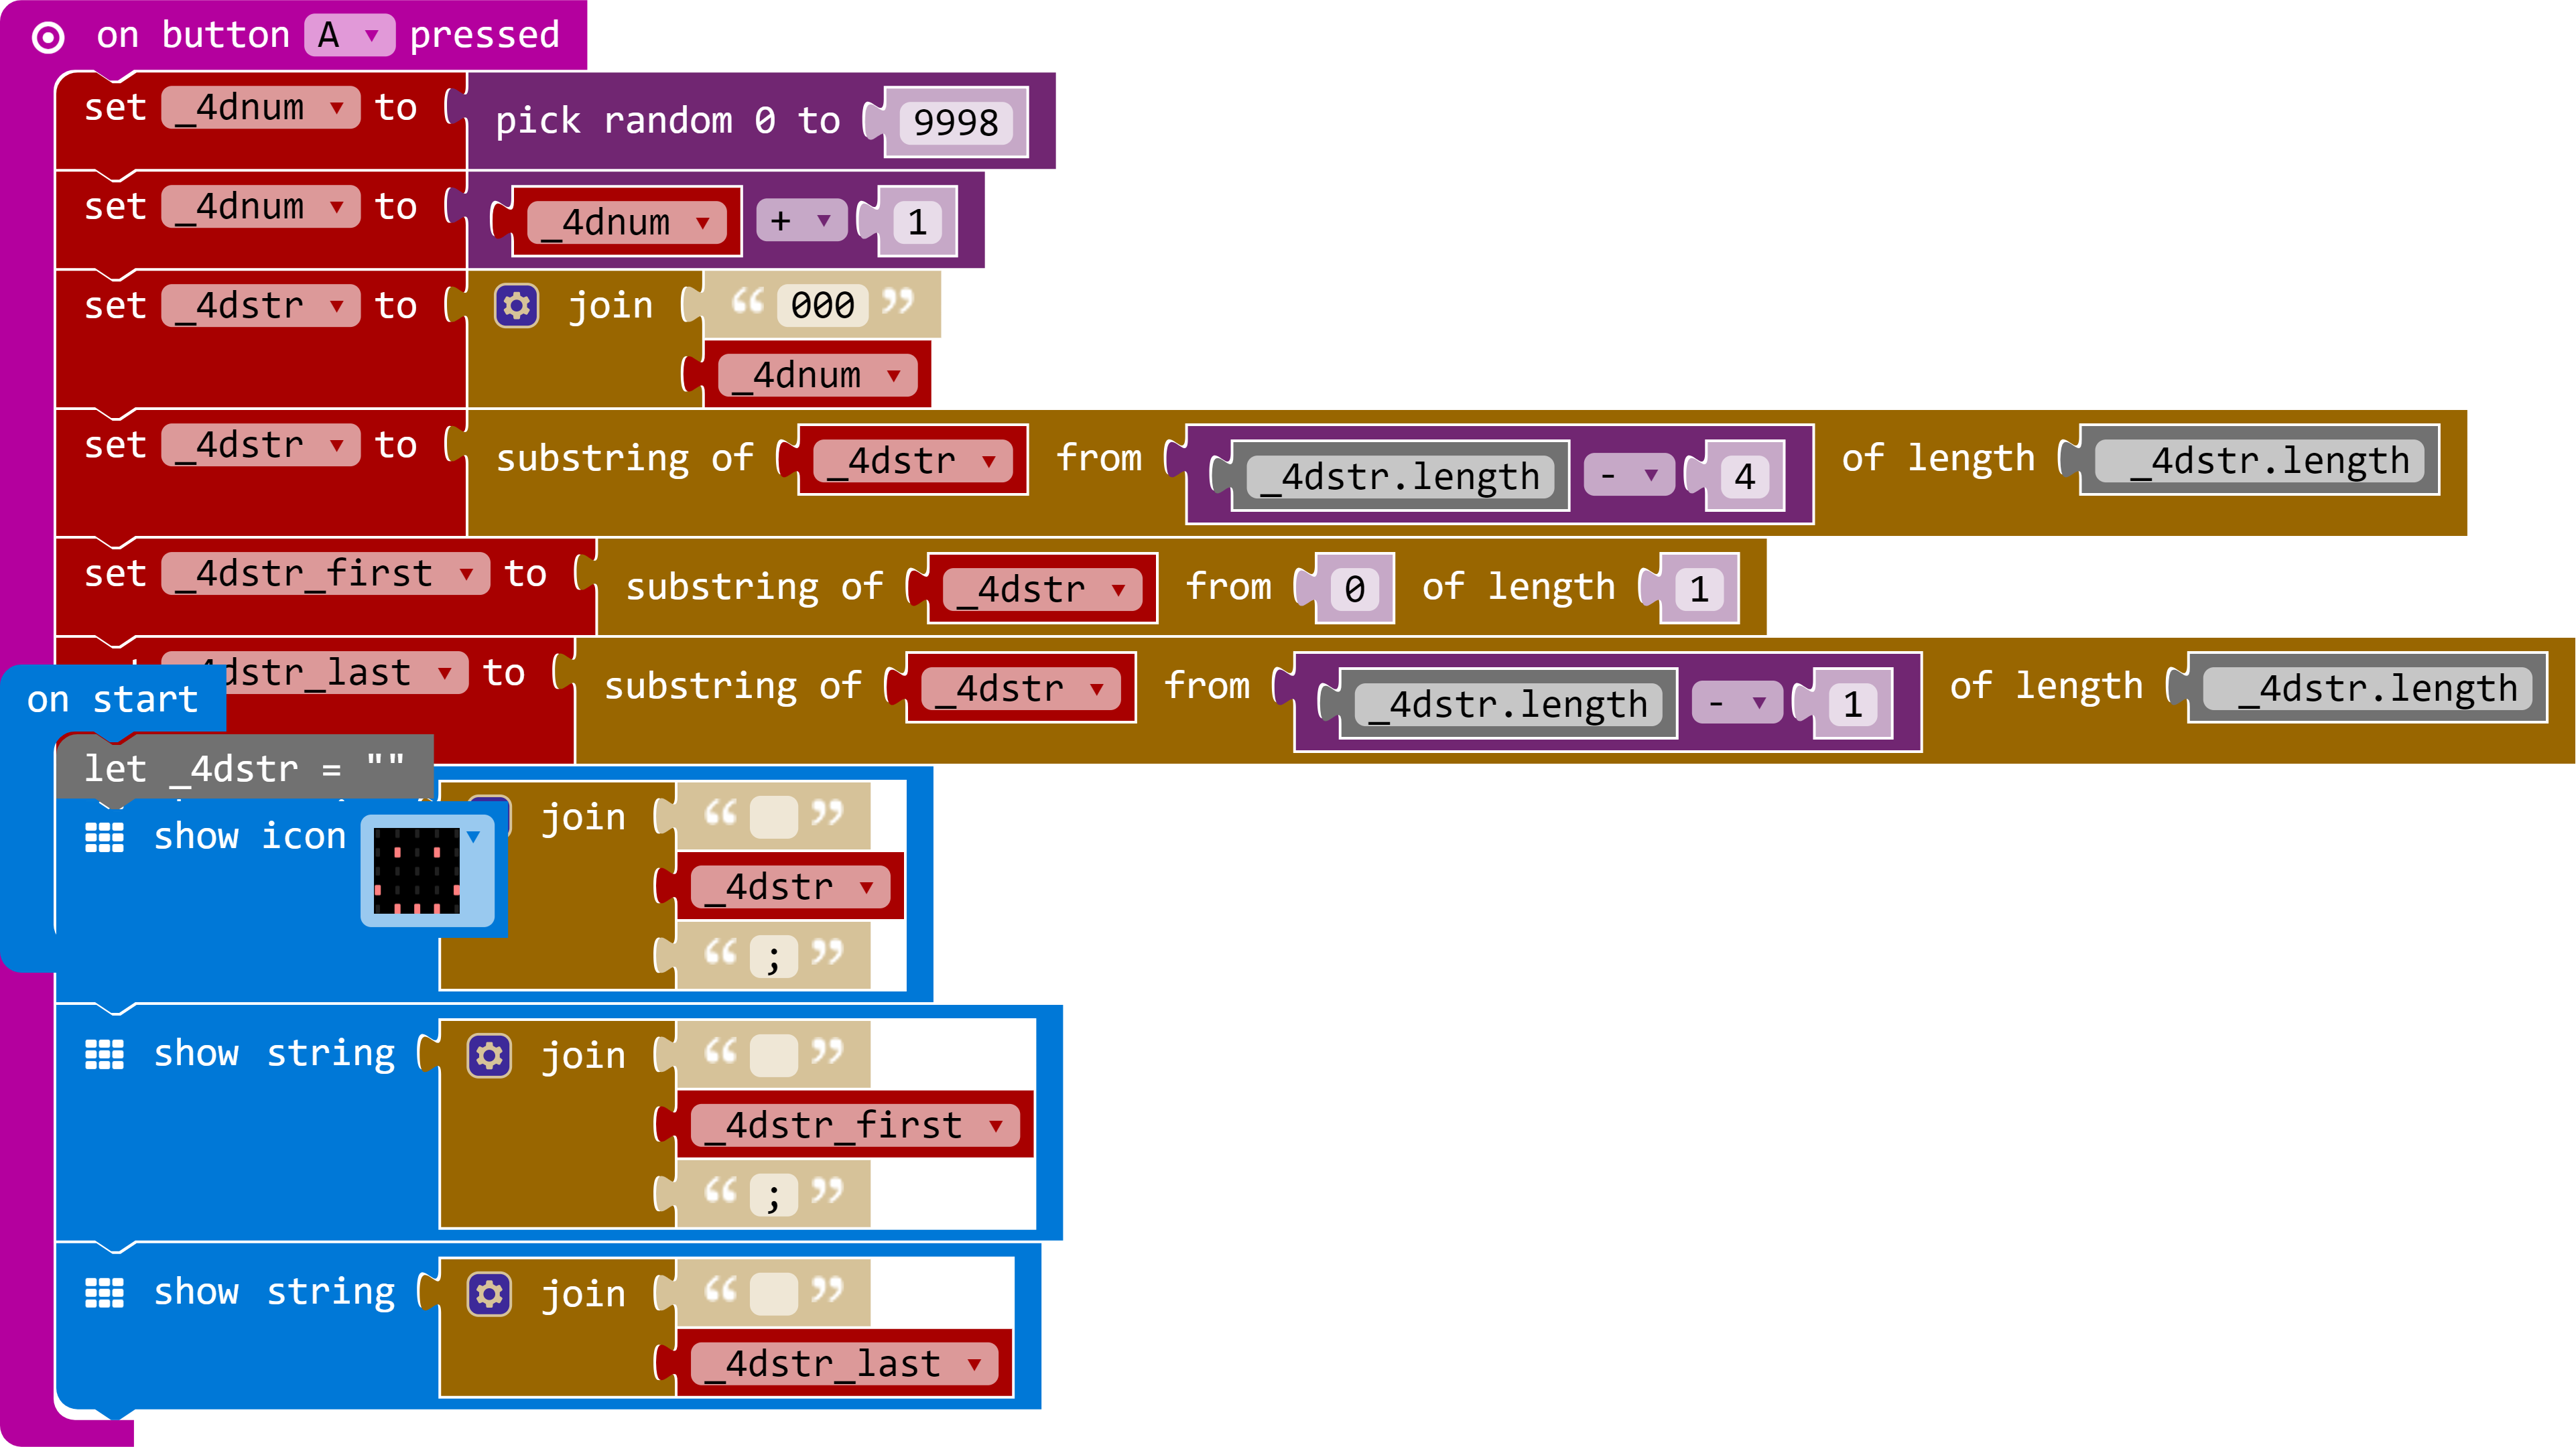 on button A pressed
set _4dnum to pick random 0 to 9998
set _4dnum to _4dnum + 1
set _4dstr to join “ 000 ”
_4dnum
set _4dstr to substring of _4dstr from _4dstr.length - 4 of length _4dstr.length
set _4dstr_first to substring of _4dstr from 0 of length 1
dstr_last to substring of _4dstr from _4dstr.length - 1 of length _4dstr.length
on start
let _4dstr = ""
show icon
join “ ”
_4dstr
“ ; ”
show string join “ ”
_4dstr_first
“ ; ”
show string join “ ”
_4dstr_last